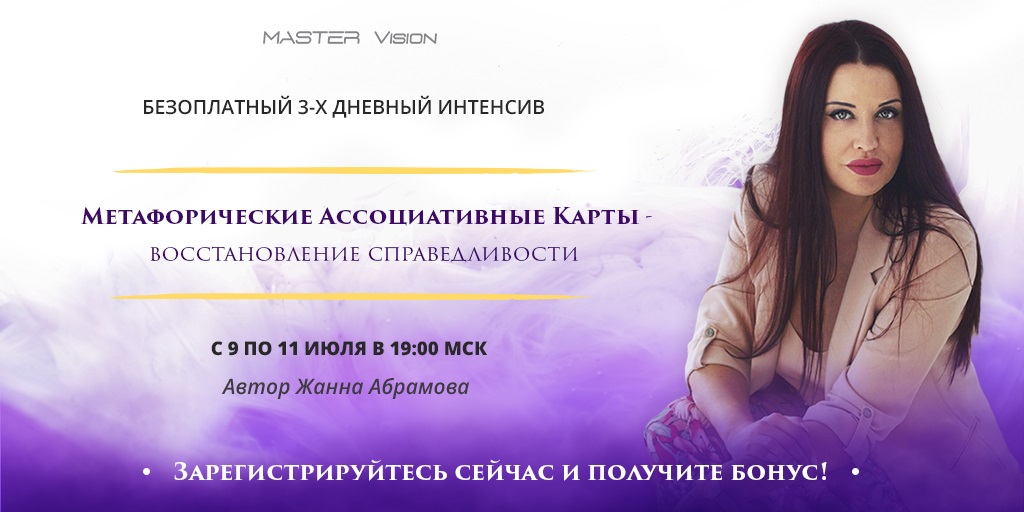 MASTER Vision
БЕЗОПЛАТНЫЙ 3-Х ДНЕВНЫЙ ИНТЕНСИВ
Метафорические Ассоциативные Карты -
восстановление справедливости
С 9 ПО 11 ИЮЛЯ В 19:00 МСК
Автор Жанна Абрамова
• Зарегистрируйтесь сейчас и получите бонус! •